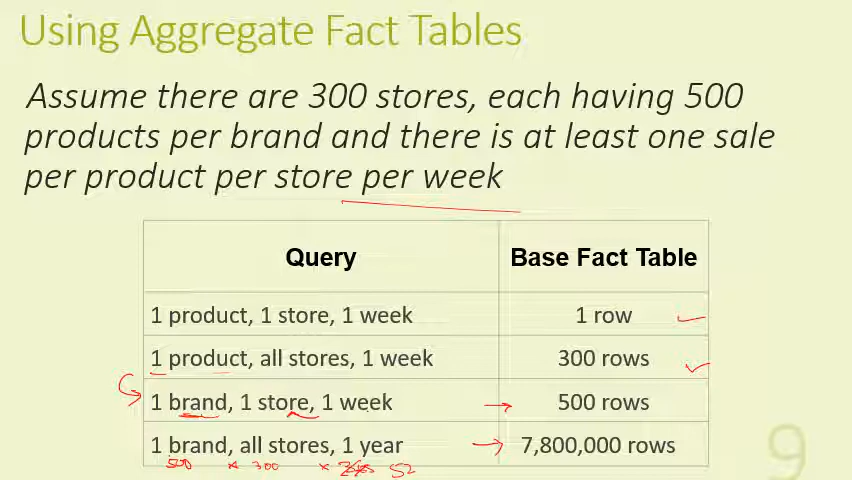 Using Aggregate Fact Tables
Assume there are 300 stores, each having 500
products per brand and there is at least one sale
per product per store per week
Query Base Fact Table
1 product, 1 store, 1 week 1 row
1 product, all stores, 1 week 300 rows
1 brand, 1 store, 1 week 500 rows
1 brand, all stores, 1 year 7,800,000 rows
500 * 300 * 52
9